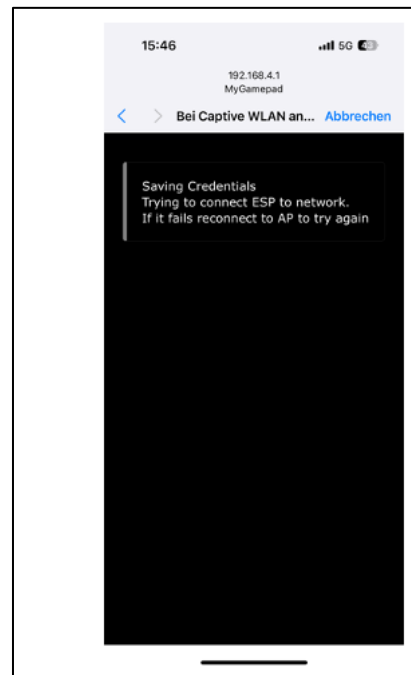 15:46
5G
192.168.4.1
MyGamepad
Bei Captive WLAN an... Abbrechen
Saving Credentials
Trying to connect ESP to network.
If it fails reconnect to AP to try again